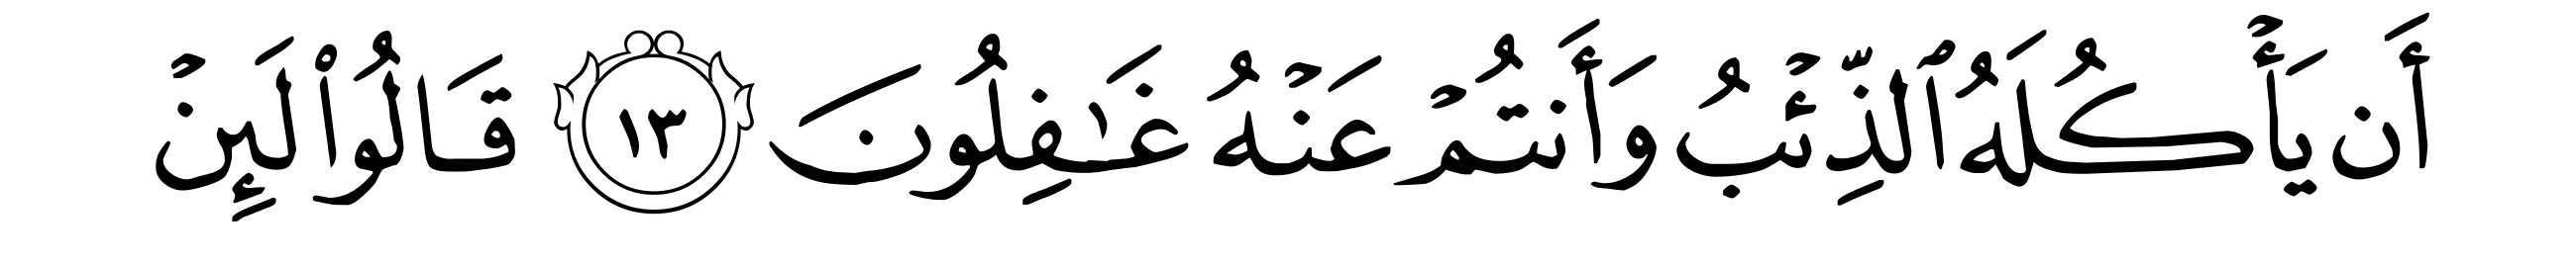 أَن يَأۡكُلَهُ ٱلذِّئۡبُ وَأَنتُمۡ عَنۡهُ غَٰفِلُونَ ١٣ قَالُواْ لَئِنۡ